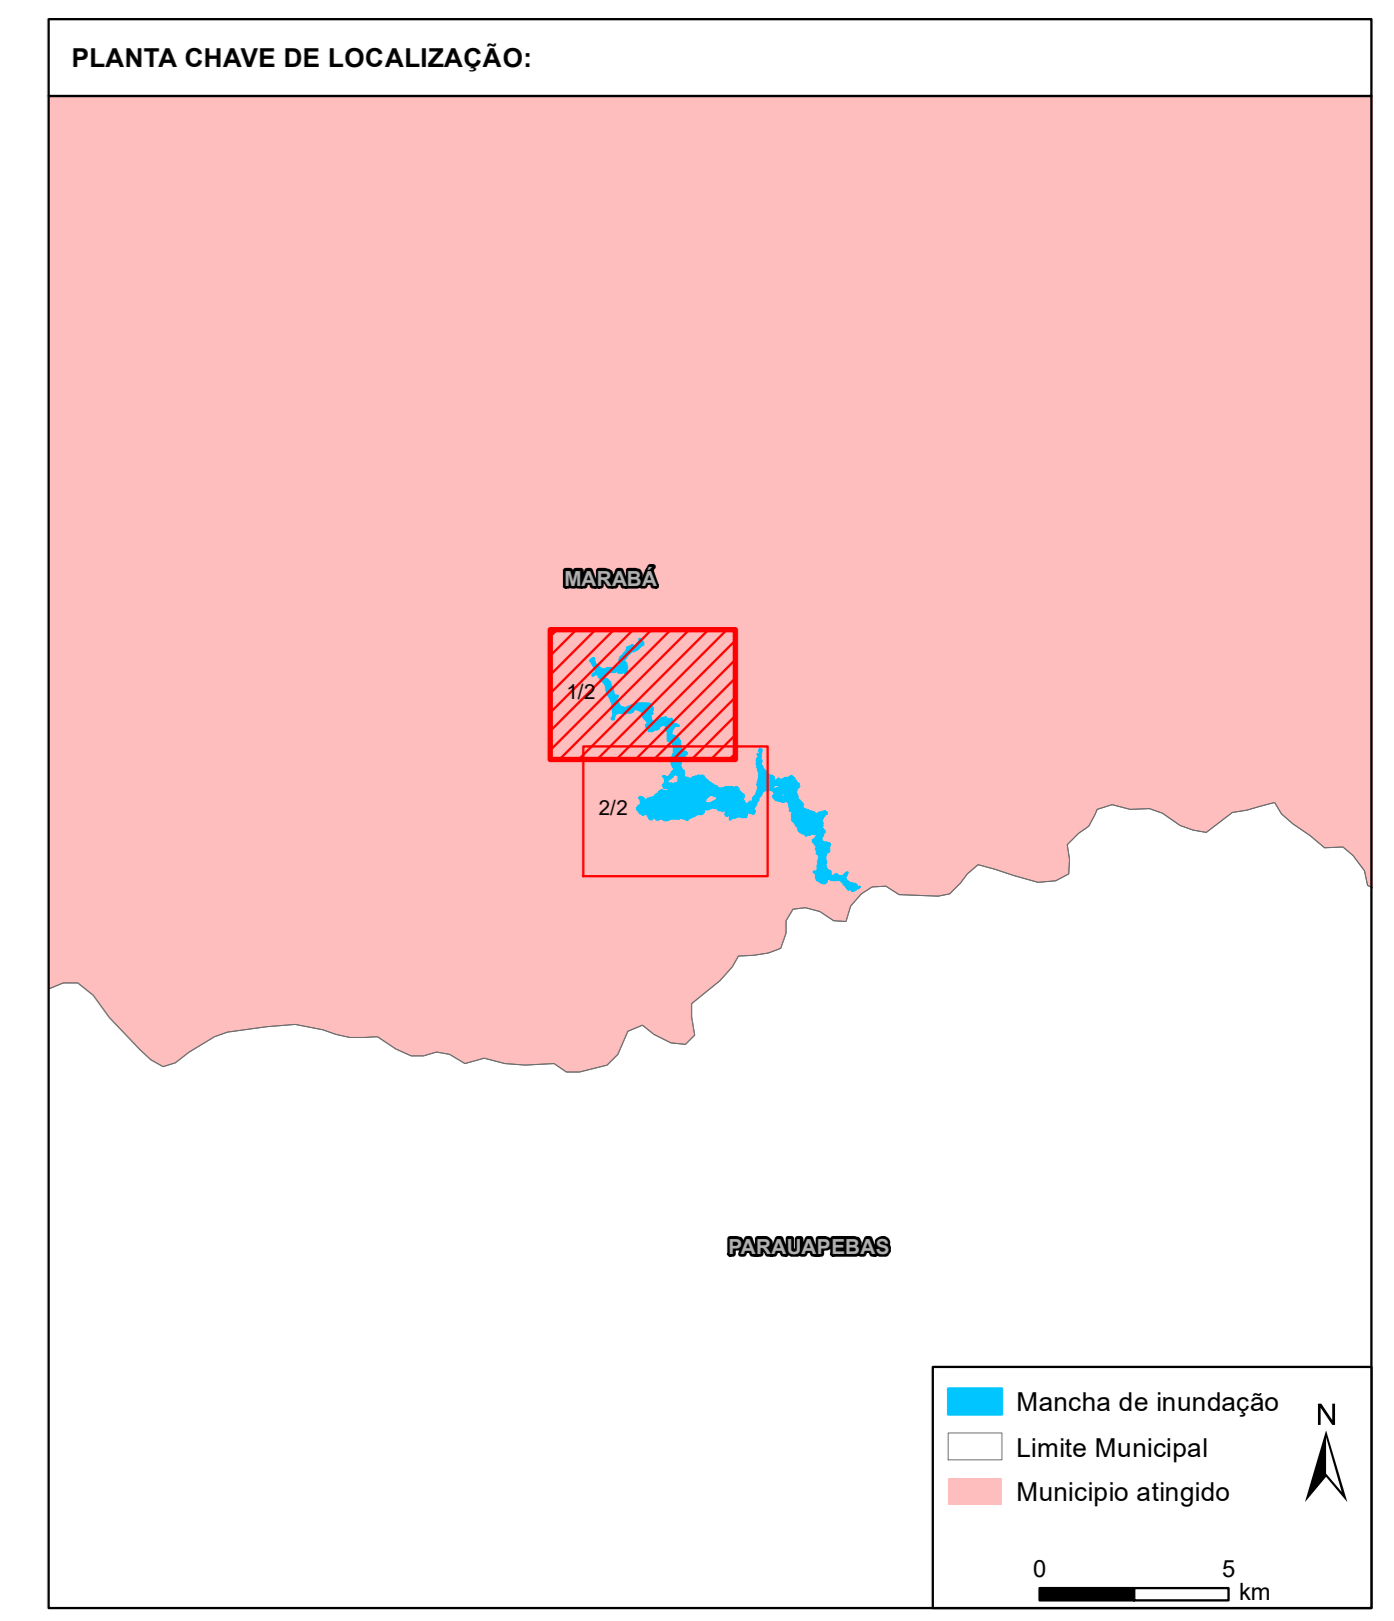 PLANTA CHAVE DE LOCALIZAÇÃO:
MARABÁ
1/2
2/2
PARAUAPEBAS
Mancha de inundação
Limite Municipal
Municipio atingido
N
0 5
km